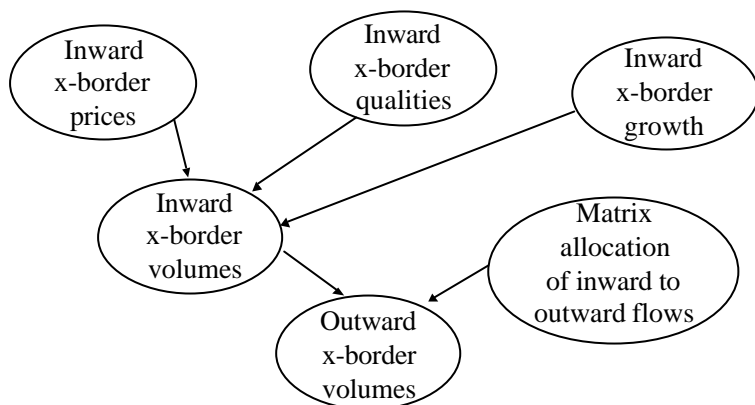 Inward
x-border
prices
Inward
x-border
qualities
Inward
x-border
growth
Inward
x-border
volumes
Matrix
allocation
of inward to
outward flows
Outward
x-border
volumes